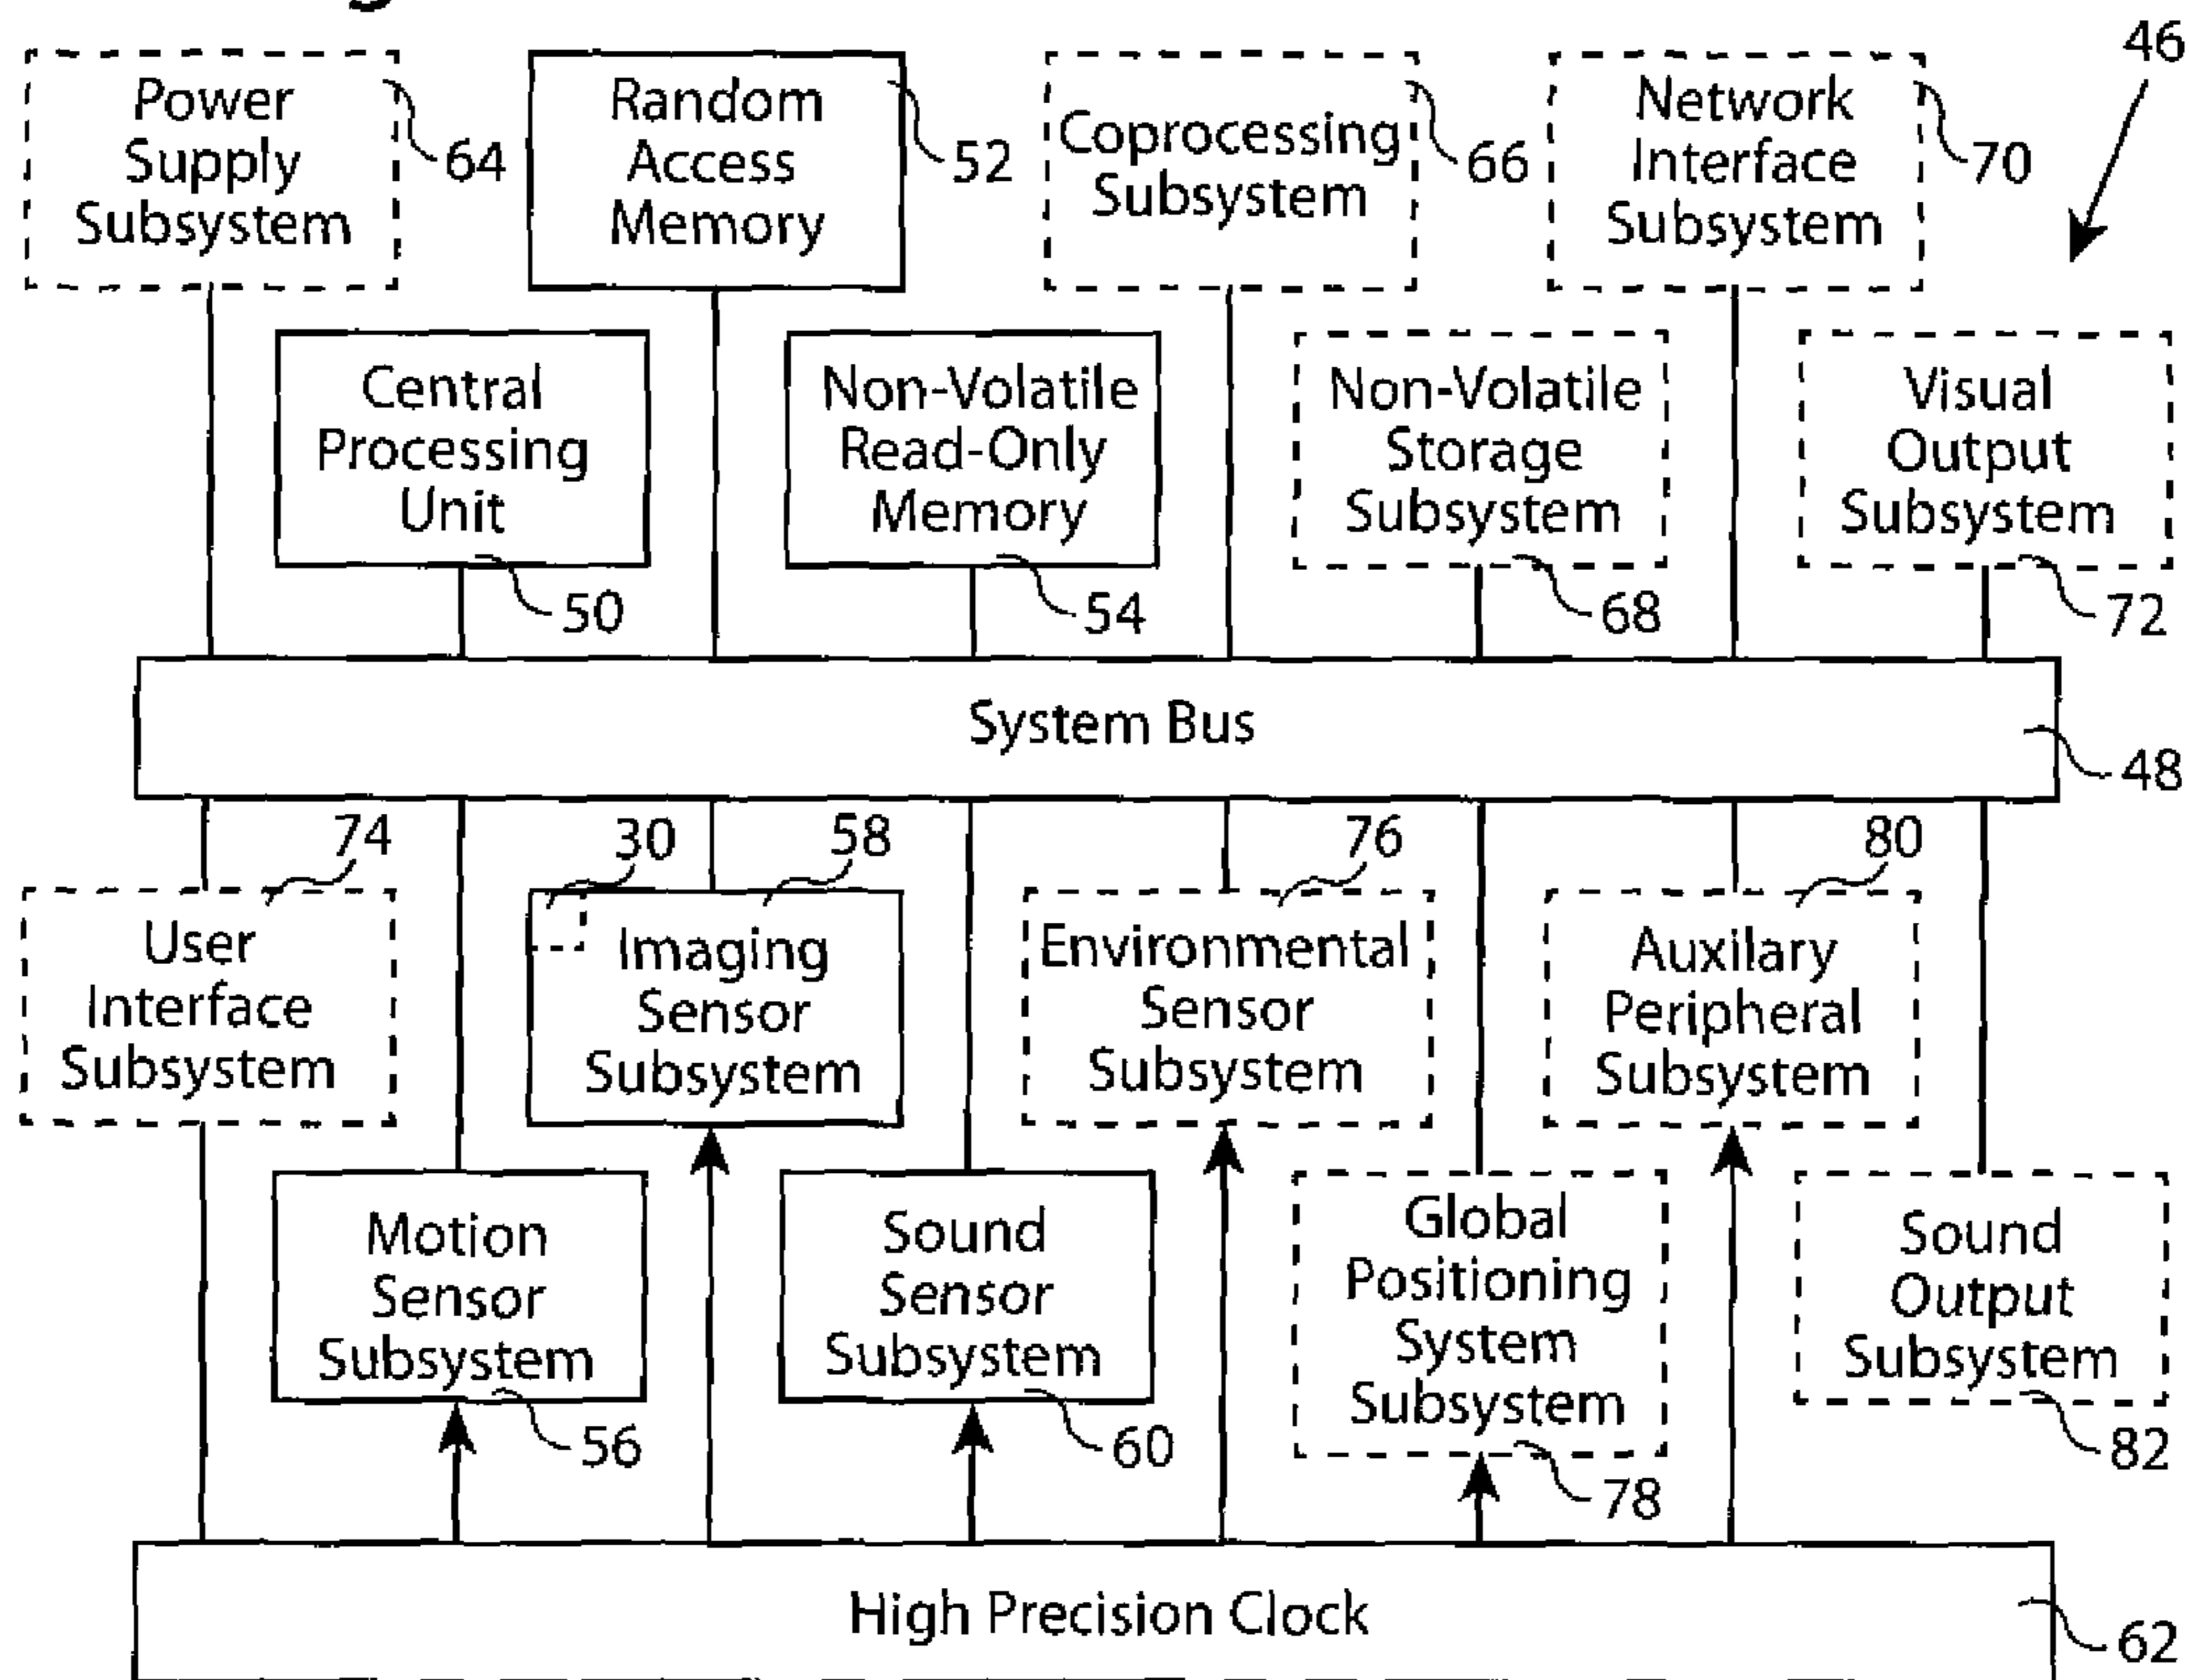 46
Power
Supply
Subsystem
64
Random
Access
Memory
52
Coprocessing
Subsystem
66
Network
Interface
Subsystem
70
Central
Processing
Unit
50
Non-Volatile
Read-Only
Memory
54
Non-Volatile
Storage
Subsystem
68
Visual
Output
Subsystem
72
System Bus
48
74
User
Interface
Subsystem
30
58
Imaging
Sensor
Subsystem
76
Environmental
Sensor
Subsystem
80
Auxilary
Peripheral
Subsystem
Motion
Sensor
Subsystem
56
Sound
Sensor
Subsystem
60
Global
Positioning
System
Subsystem
78
Sound
Output
Subsystem
82
High Precision Clock
62